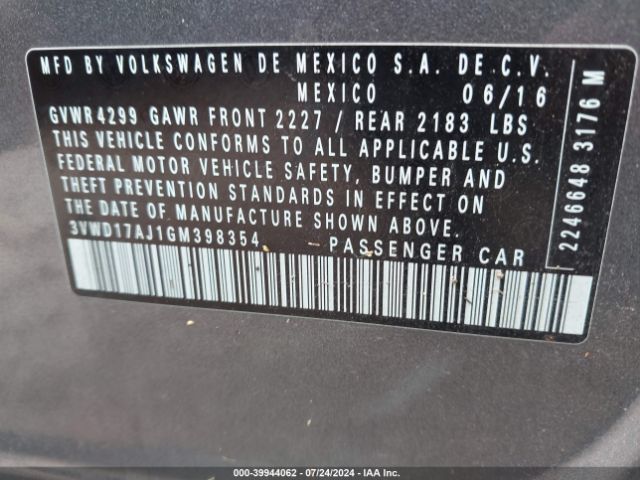 MFD BY VOLKSWAGEN DE MEXICO S.A. DE C.V.
MEXICO 06/16
GVWR 4299 GAWR FRONT 2227 / REAR 2183 LBS
THIS VEHICLE CONFORMS TO ALL APPLICABLE U.S.
FEDERAL MOTOR VEHICLE SAFETY, BUMPER AND
THEFT PREVENTION STANDARDS IN EFFECT ON
THE DATE OF MANUFACTURE SHOWN ABOVE.
3VWD17AJ1GM398354 PASSENGER CAR
2246648 3176 M
000-39944062 - 07/24/2024 - IAA Inc.